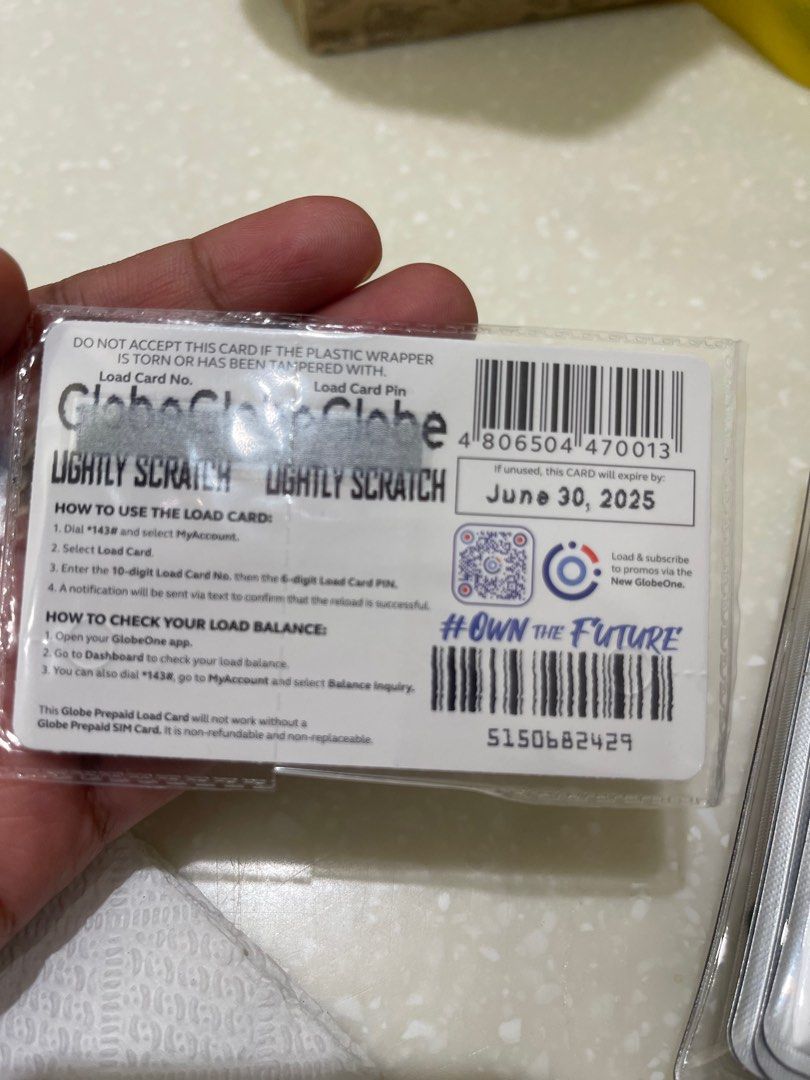 DO NOT ACCEPT THIS CARD IF THE PLASTIC WRAPPER
IS TORN OR HAS BEEN TAMPERED WITH.
Load Card No.
Load Card Pin
GlobeGlobeGlobe
LIGHTLY SCRATCH
LIGHTLY SCRATCH
HOW TO USE THE LOAD CARD:
1. Dial *143# and select MyAccount.
2. Select Load Card.
3. Enter the 10-digit Load Card No. then the 6-digit Load Card PIN.
4. A notification will be sent via text to confirm that the reload is successful.
HOW TO CHECK YOUR LOAD BALANCE:
1. Open your GlobeOne app.
2. Go to Dashboard to check your load balance.
3. You can also dial *143#, go to MyAccount and select Balance Inquiry.
This Globe Prepaid Load Card will not work without a
Globe Prepaid SIM Card. It is non-refundable and non-replaceable.
4 806504 470013
If unused, this CARD will expire by:
June 30, 2025
Load & subscribe
to promos via the
New GlobeOne.
#OWN THE FUTURE
5150682429